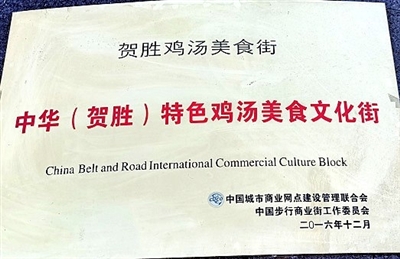 贺胜鸡汤美食街
中华（贺胜）特色鸡汤美食文化街
China Belt and Road International Commercial Culture Block
中国城市商业网点建设管理联合会
中国步行商业街工作委员会
二〇一六年十二月